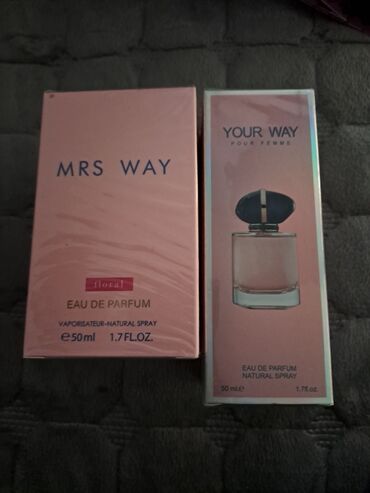 MRS WAY
floral
EAU DE PARFUM
VAPORISATEUR-NATURAL SPRAY
℮50ml 1.7FL.OZ.
YOUR WAY
POUR FEMME
EAU DE PARFUM
NATURAL SPRAY
50 ml℮ 1.7fl.oz.